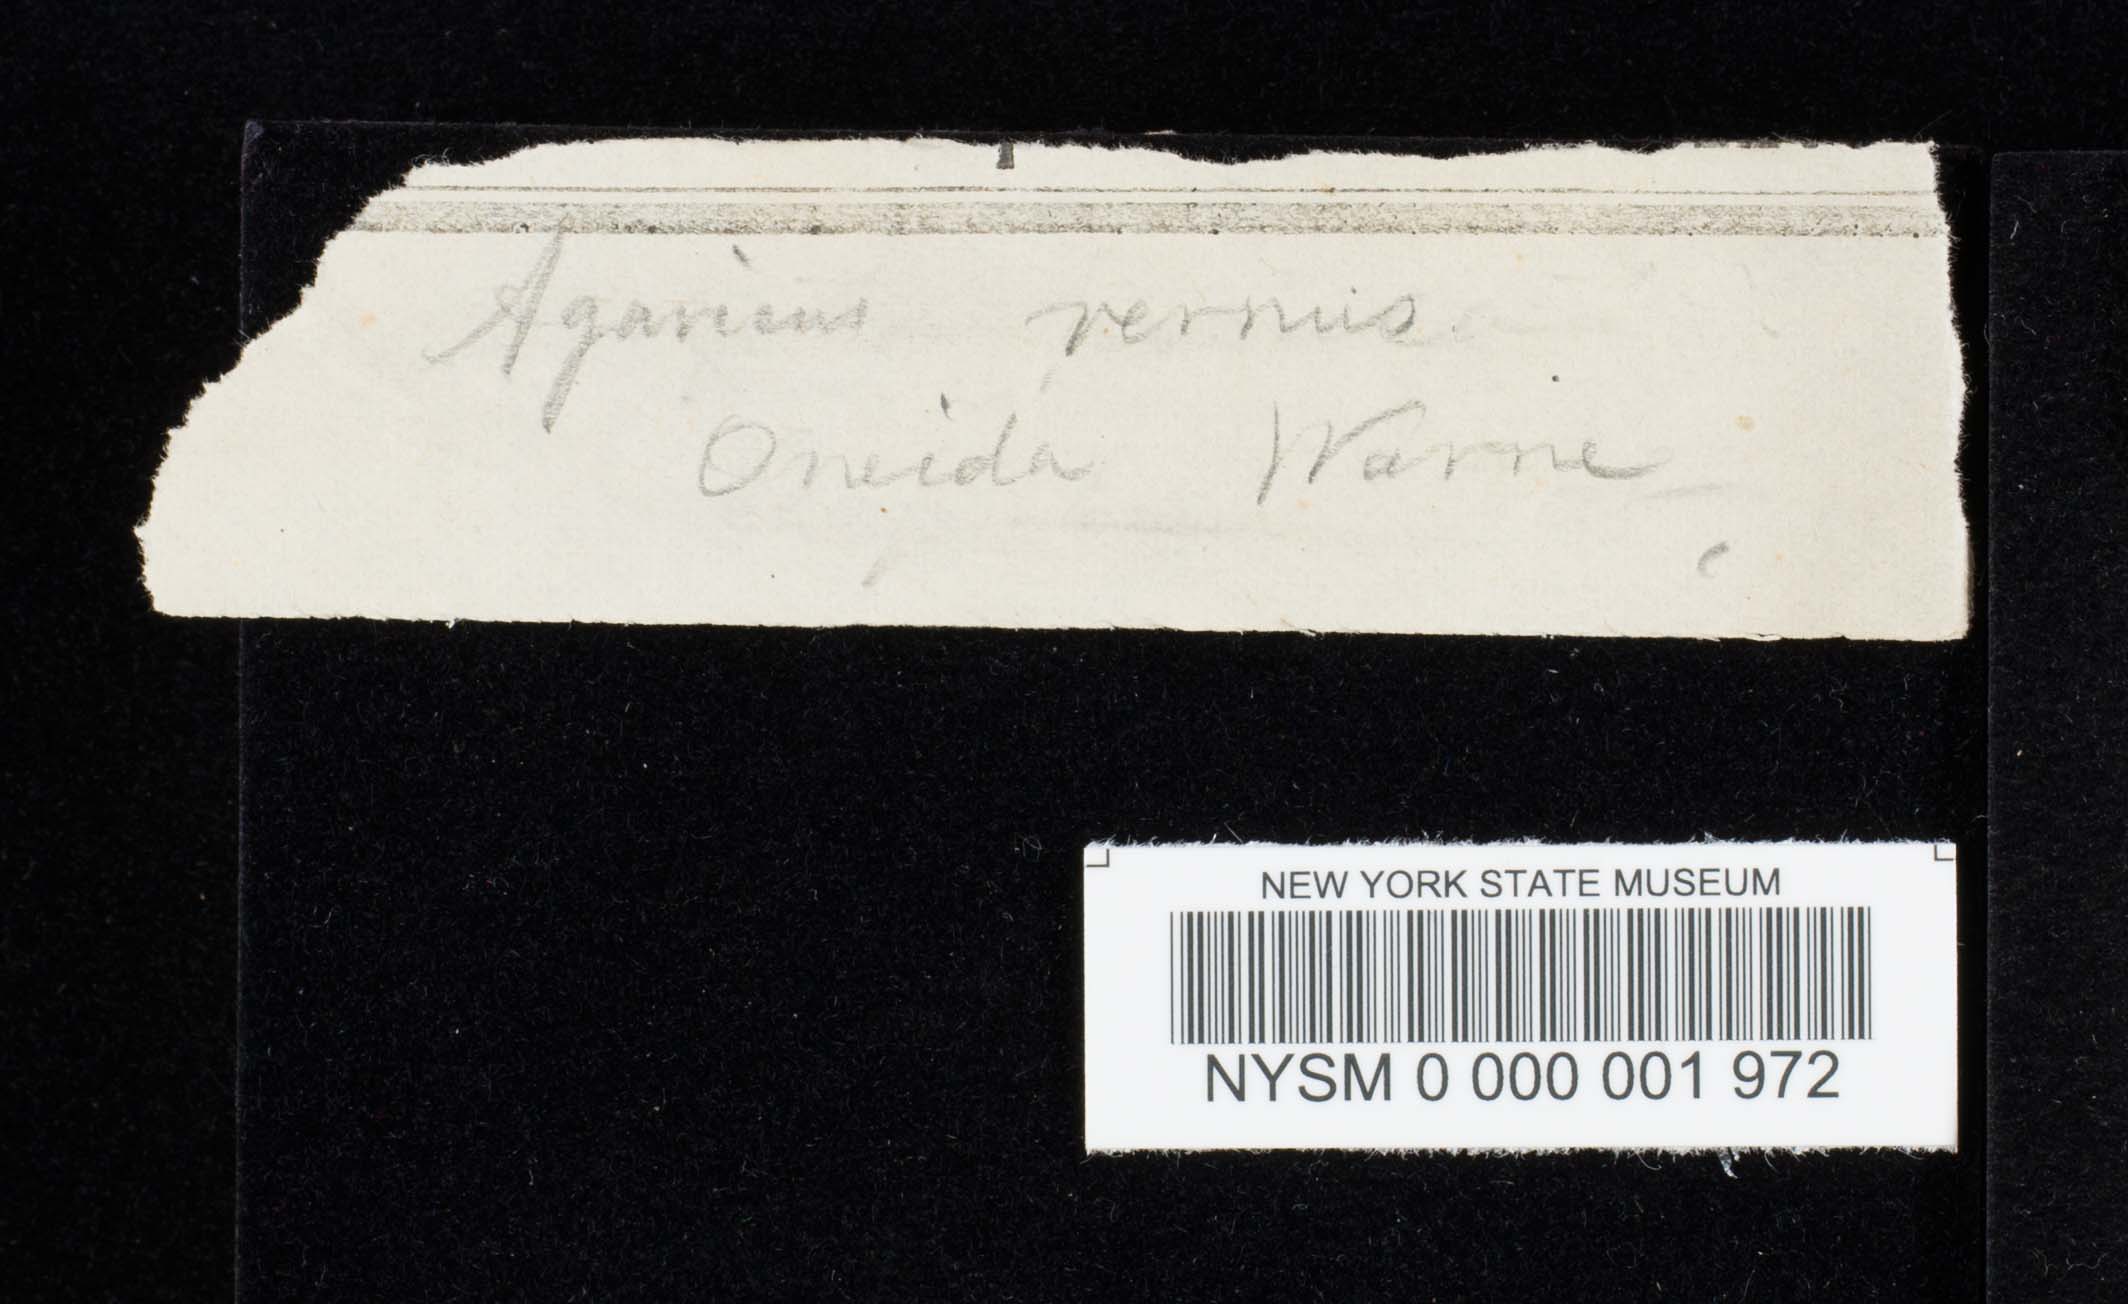 Agaricus vernus
Oneida Warne
NEW YORK STATE MUSEUM
NYSM 0 000 001 972